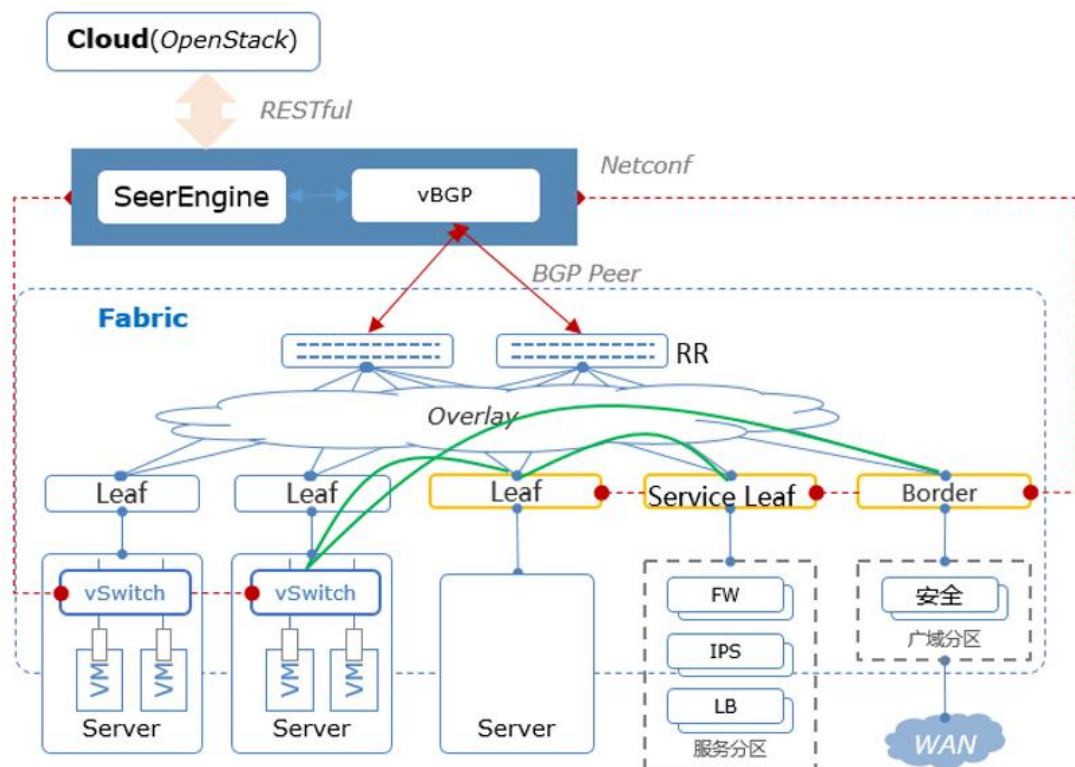 Cloud(OpenStack)
RESTful
Netconf
SeerEngine
vBGP
BGP Peer
Fabric
RR
Overlay
Leaf
Leaf
Leaf
Service Leaf
Border
vSwitch
vSwitch
FW
安全
广域分区
IPS
VM
VM
VM
VM
LB
Server
Server
Server
服务分区
WAN